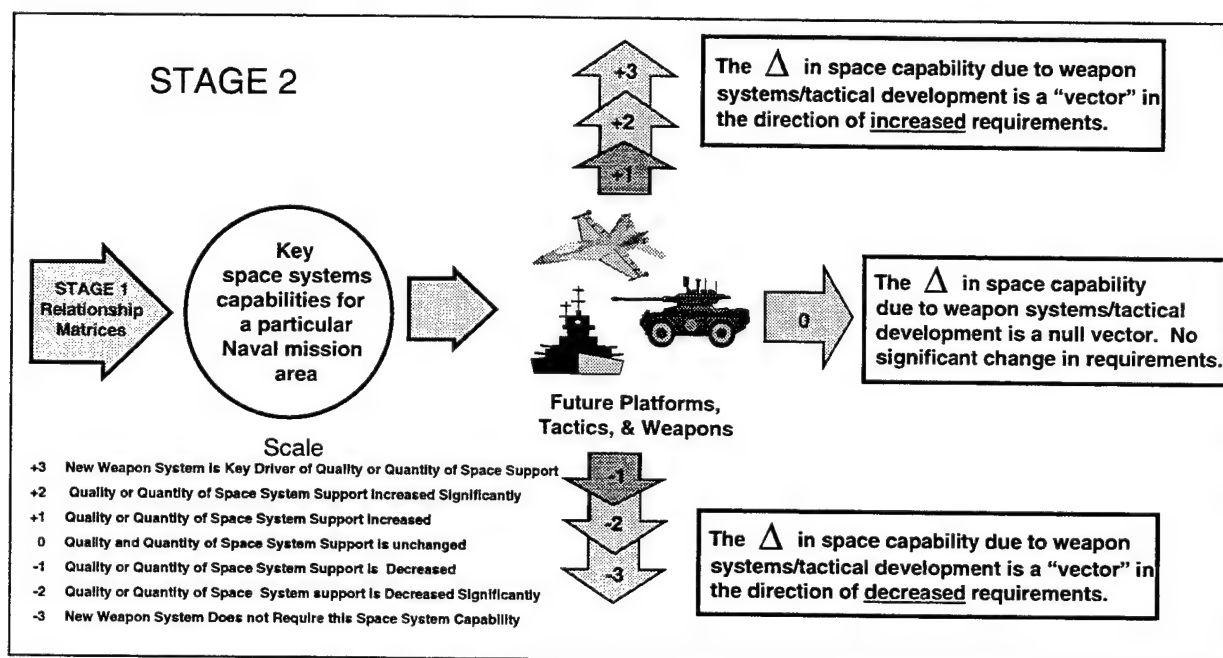 STAGE 2
+3
+2
+1
The Δ in space capability due to weapon
systems/tactical development is a “vector” in
the direction of increased requirements.
STAGE 1
Relationship
Matrices
Key
space systems
capabilities for
a particular
Naval mission
area
0
The Δ in space capability
due to weapon systems/tactical
development is a null vector. No
significant change in requirements.
Future Platforms,
Tactics, & Weapons
Scale
+3 New Weapon System is Key Driver of Quality or Quantity of Space Support
+2 Quality or Quantity of Space System Support Increased Significantly
+1 Quality or Quantity of Space System Support Increased
0 Quality and Quantity of Space System Support is unchanged
-1 Quality or Quantity of Space System Support is Decreased
-2 Quality or Quantity of Space System support is Decreased Significantly
-3 New Weapon System Does not Require this Space System Capability
-1
-2
-3
The Δ in space capability due to weapon
systems/tactical development is a “vector” in
the direction of decreased requirements.